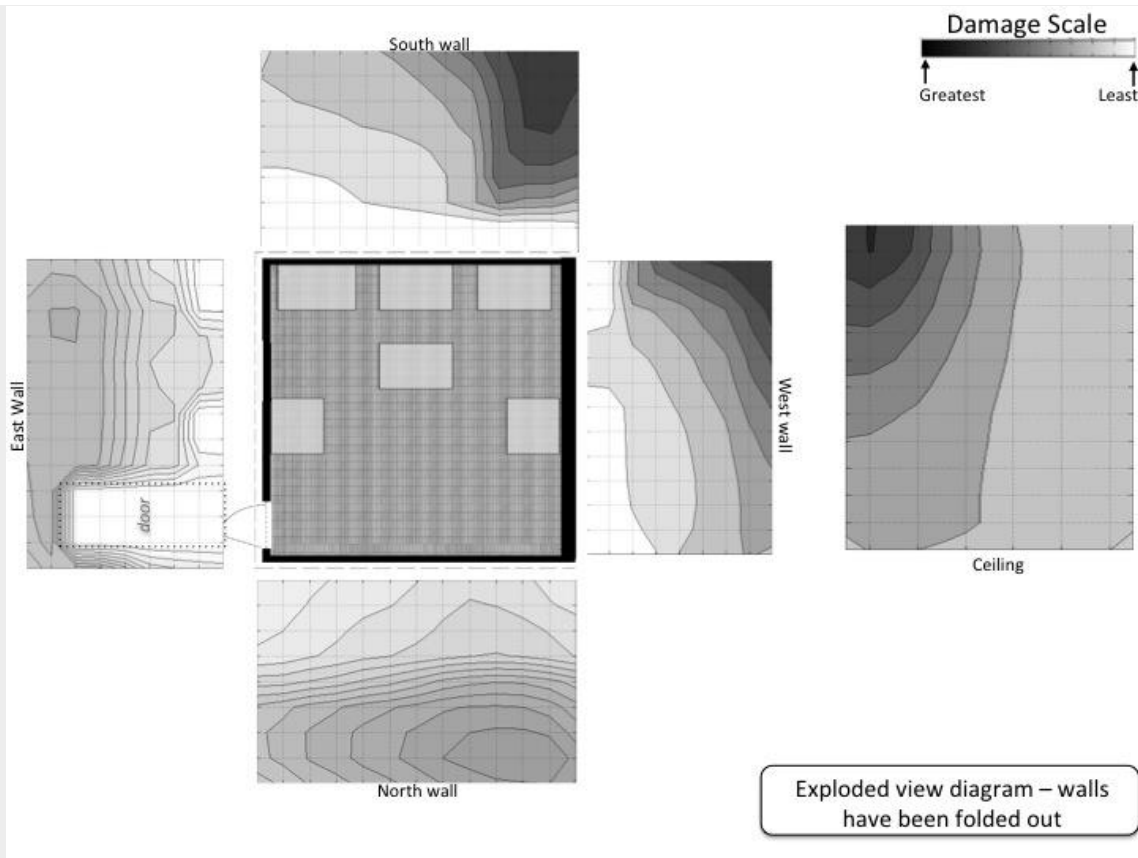 Damage Scale
Greatest
Least
South wall
East Wall
door
West wall
Ceiling
North wall
Exploded view diagram – walls
have been folded out